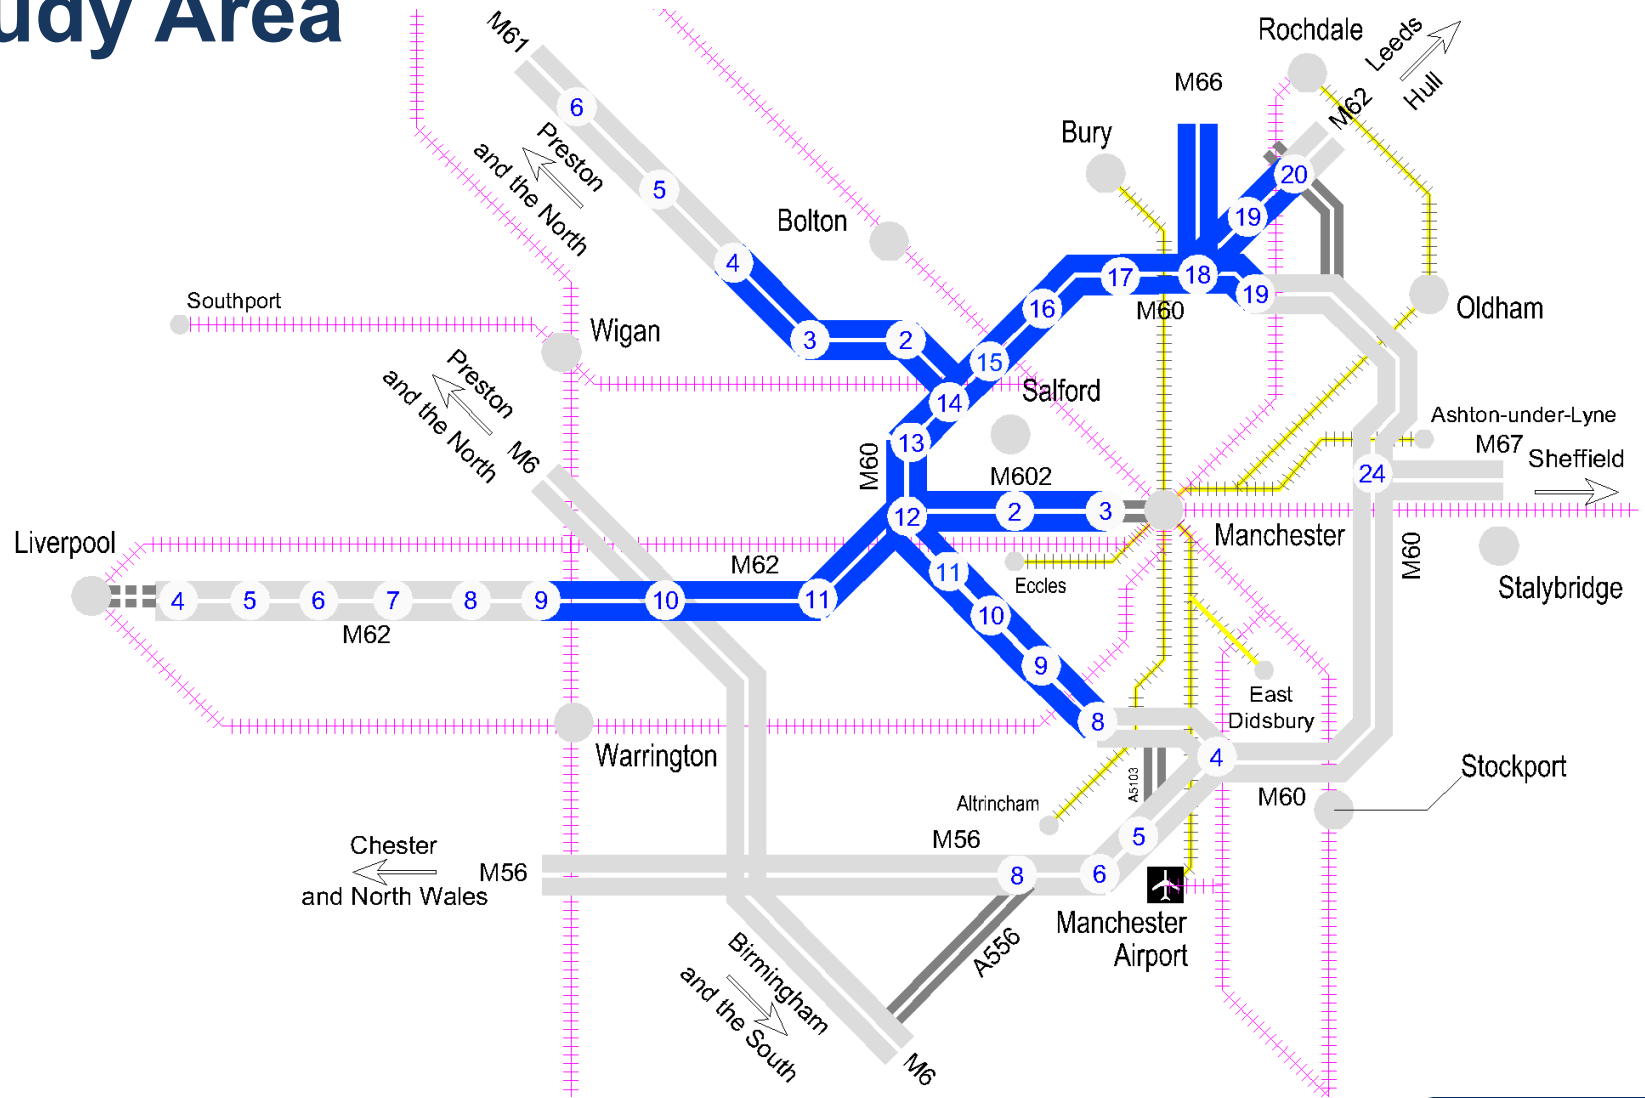 udy Area
M61
6
Preston
and the North
5
4
3
2
Bolton
Southport
Wigan
Preston
and the North
M6
Rochdale
Leeds
Hull
M62
M66
Bury
20
19
18
17
M60
19
16
15
14
13
Salford
Oldham
Ashton-under-Lyne
M67
Sheffield
24
M60
M602
12
2
3
Manchester
M60
Stalybridge
Liverpool
4
5
6
7
8
9
10
11
M62
M62
Eccles
11
10
9
8
East
Didsbury
4
Warrington
Stockport
M60
A5103
Altrincham
5
6
8
M56
Chester
and North Wales
M56
Manchester
Airport
A556
Birmingham
and the South
M6